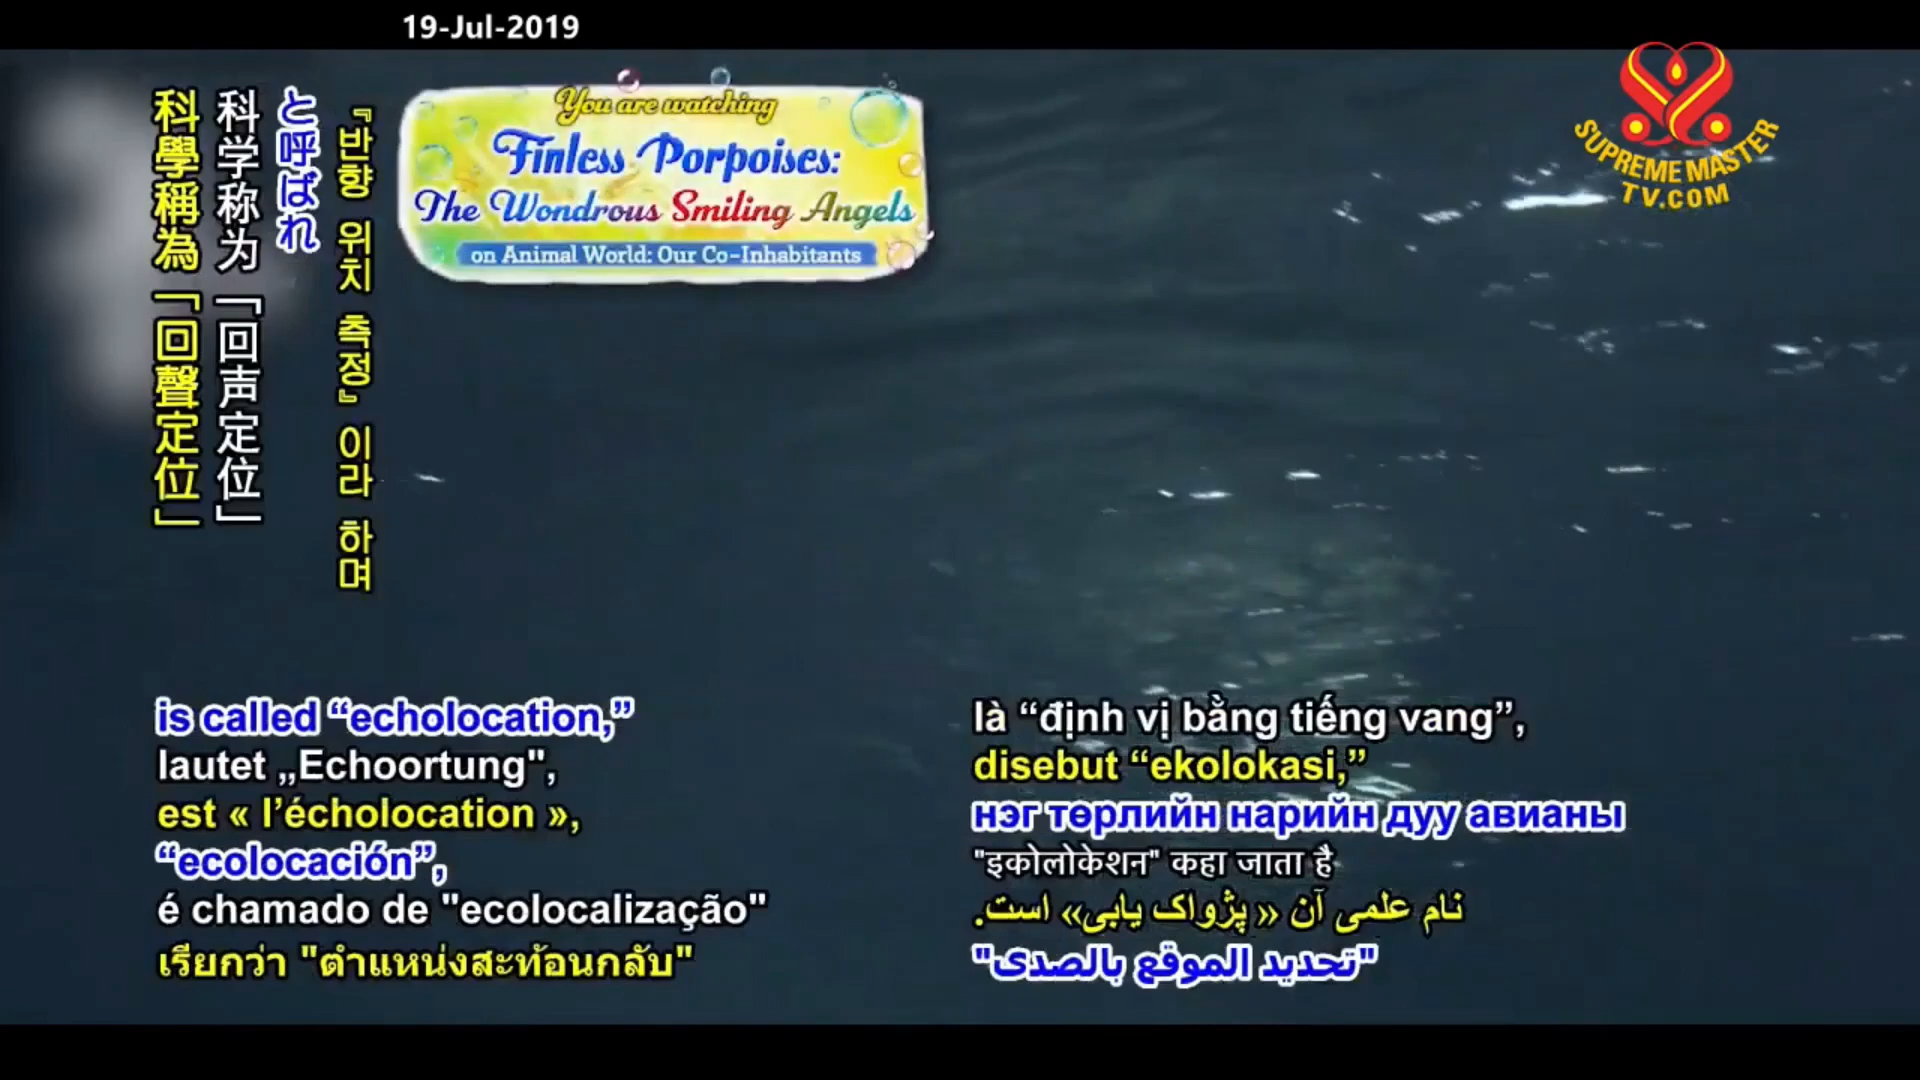 19-Jul-2019
You are watching
Finless Porpoises:
The Wondrous Smiling Angels
on Animal World: Our Co-Inhabitants
SUPREME MASTER
TV.COM
『반향 위치 측정』이라 하며
と呼ばれ
科学称为「回声定位」
科學稱為「回聲定位」
is called “echolocation,”
lautet „Echoortung",
est « l’écholocation »,
“ecolocación”,
é chamado de "ecolocalização"
เรียกว่า "ตำแหน่งสะท้อนกลับ"
là “định vị bằng tiếng vang”,
disebut “ekolokasi,”
нэг төрлийн нарийн дуу авианы
"इकोलोकेशन" कहा जाता है
نام علمی آن « پژواک یابی» است.
"تحديد الموقع بالصدى"